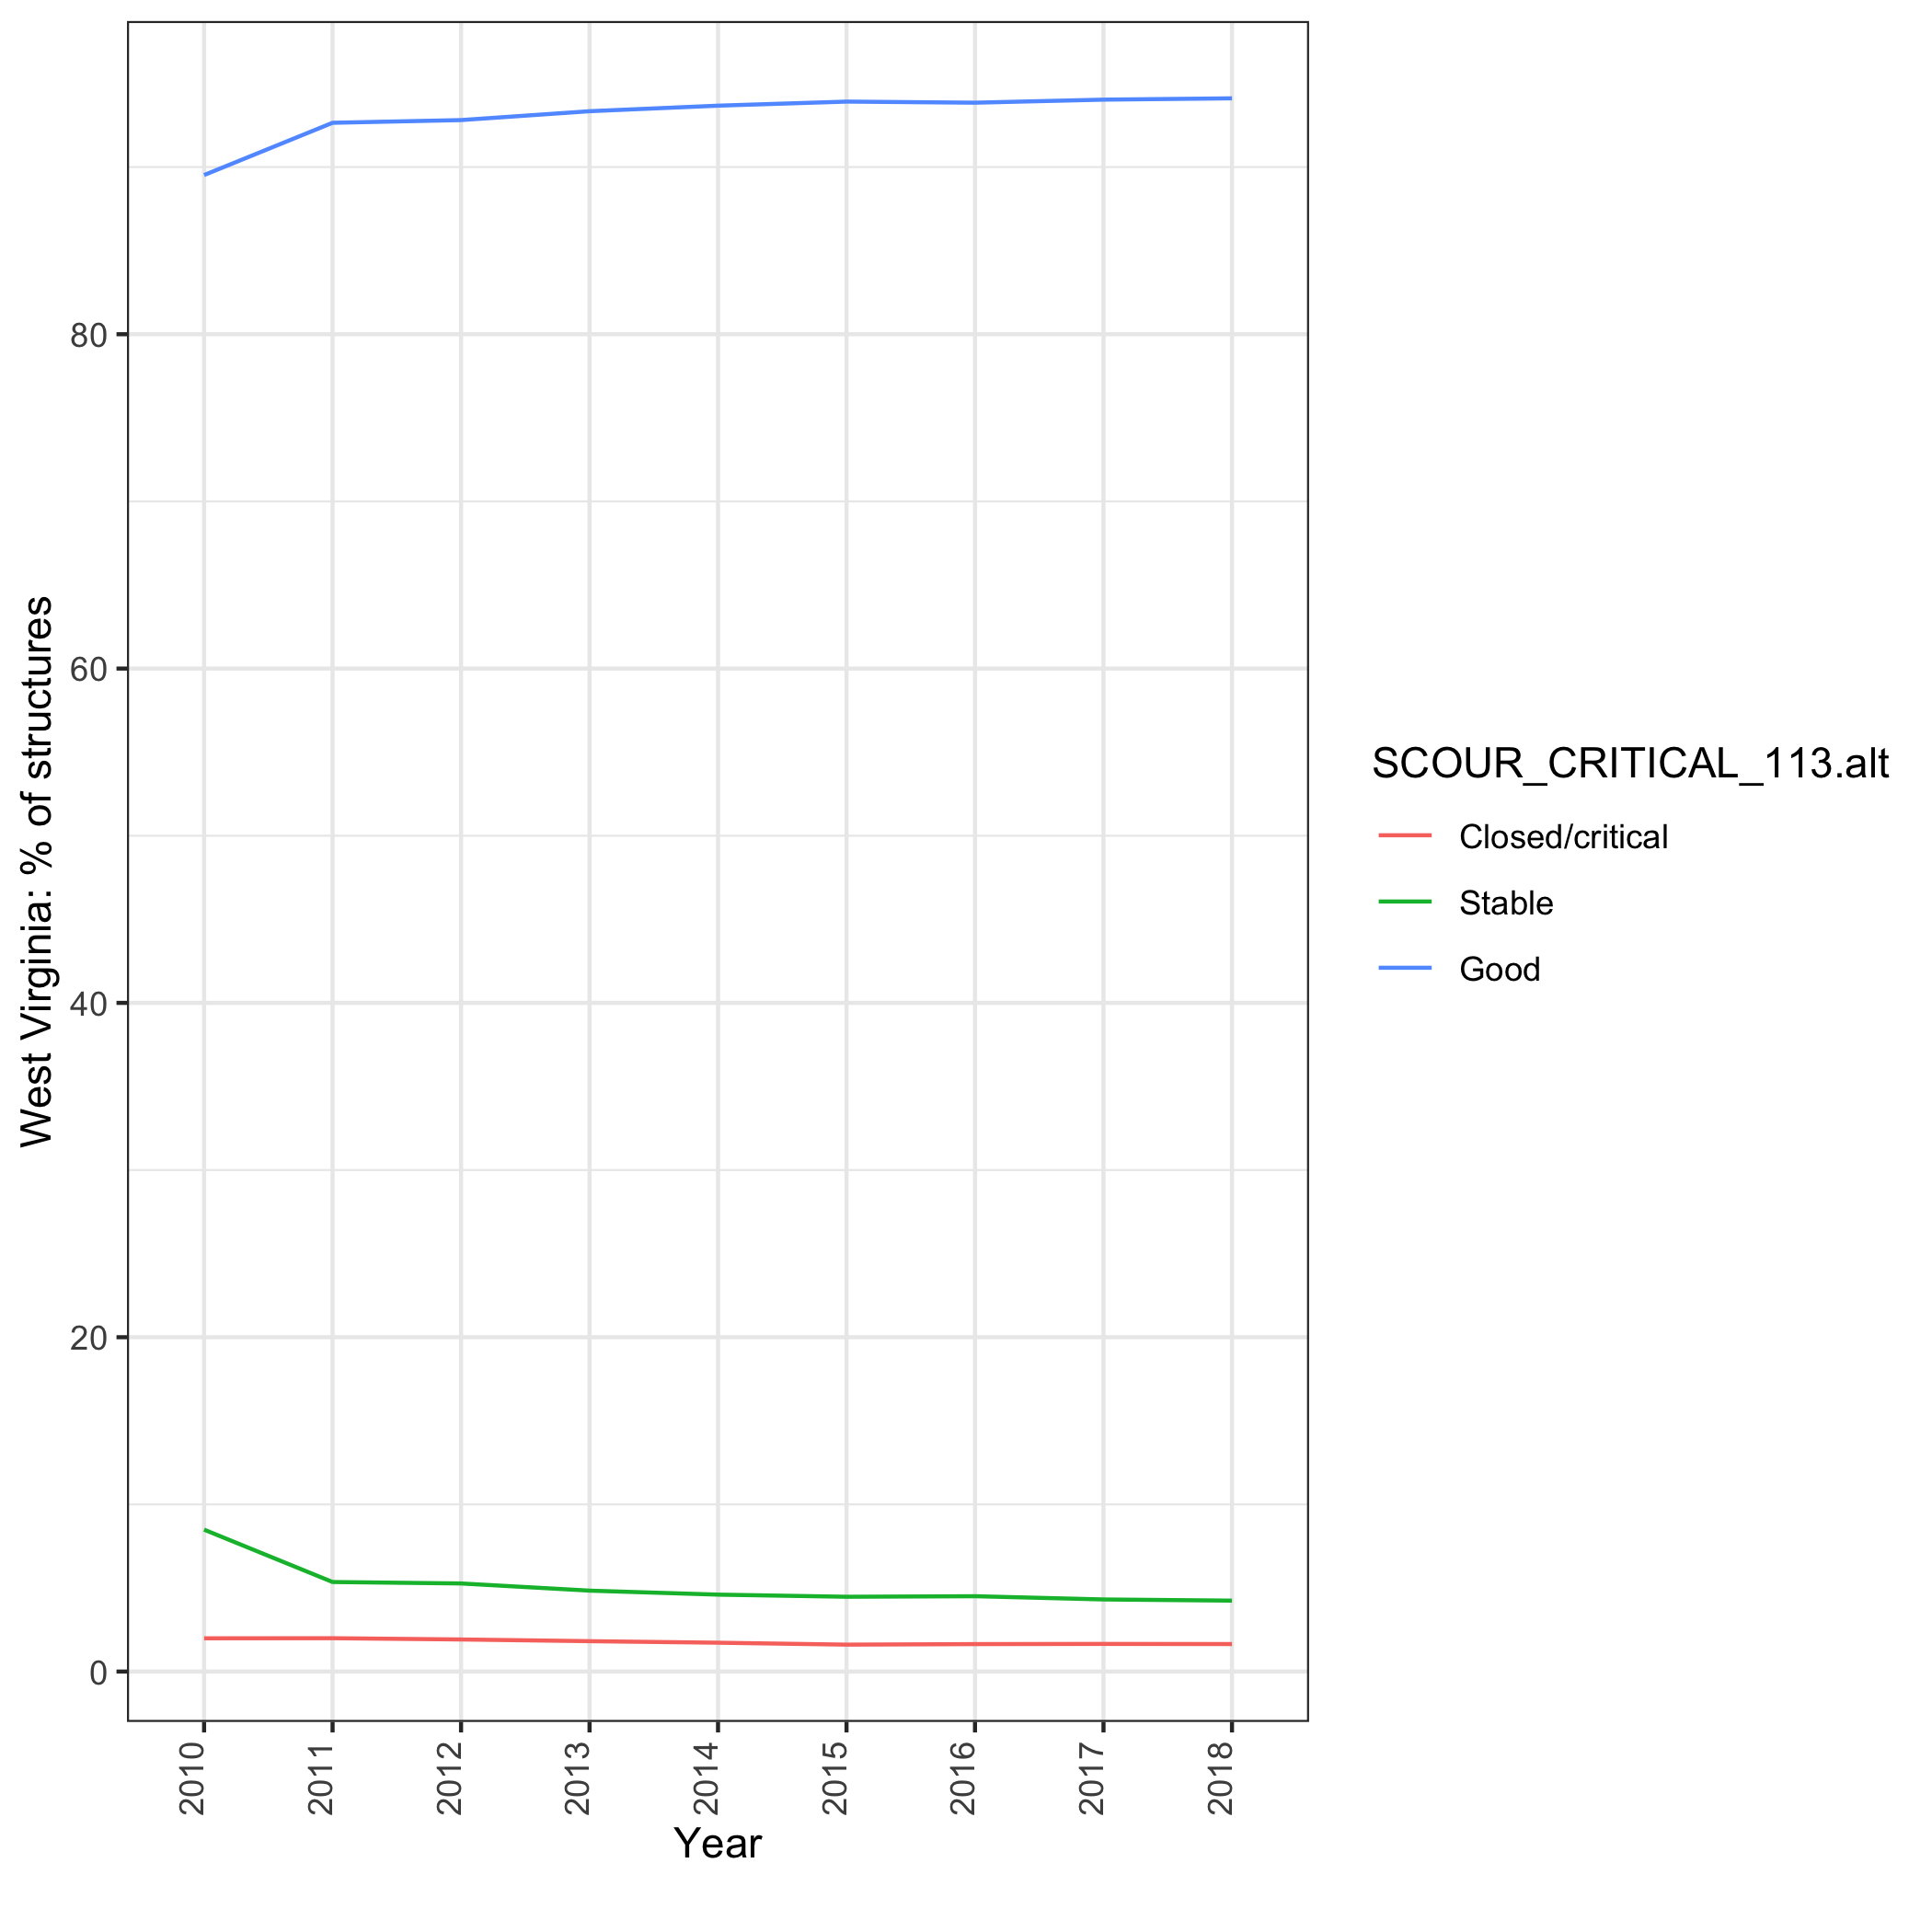 West Virginia: % of structures
80
60
40
20
0
2010
2011
2012
2013
2014
2015
2016
2017
2018
Year
SCOUR_CRITICAL_113.alt
Closed/critical
Stable
Good